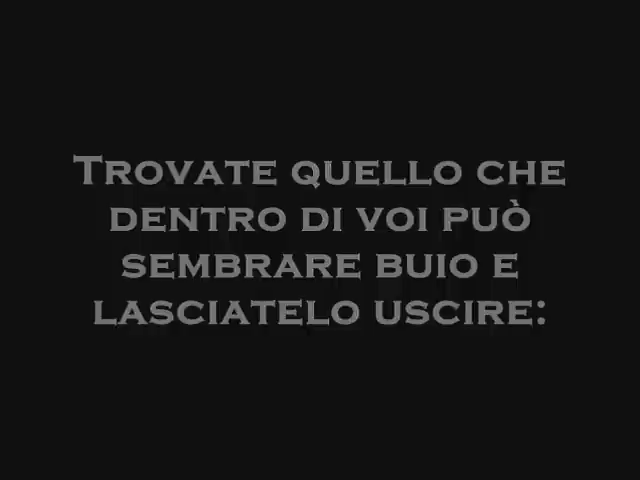 Trovate quello che
dentro di voi può
sembrare buio e
lasciatelo uscire: